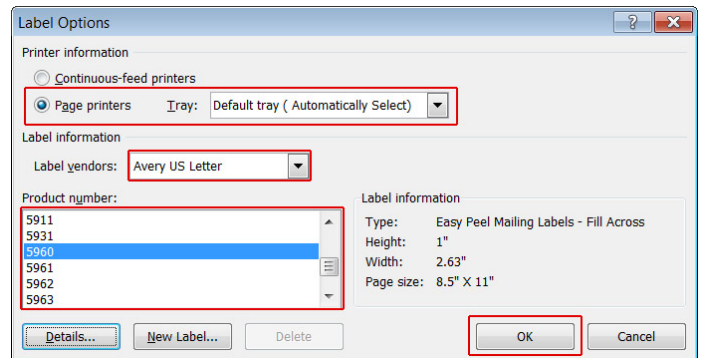 Label Options
Printer information
Continuous-feed printers
Page printers Tray: Default tray ( Automatically Select)
Label information
Label vendors: Avery US Letter
Product number:
5911
5931
5960
5961
5962
5963
Label information
Type: Easy Peel Mailing Labels - Fill Across
Height: 1"
Width: 2.63"
Page size: 8.5" X 11"
Details... New Label... Delete OK Cancel